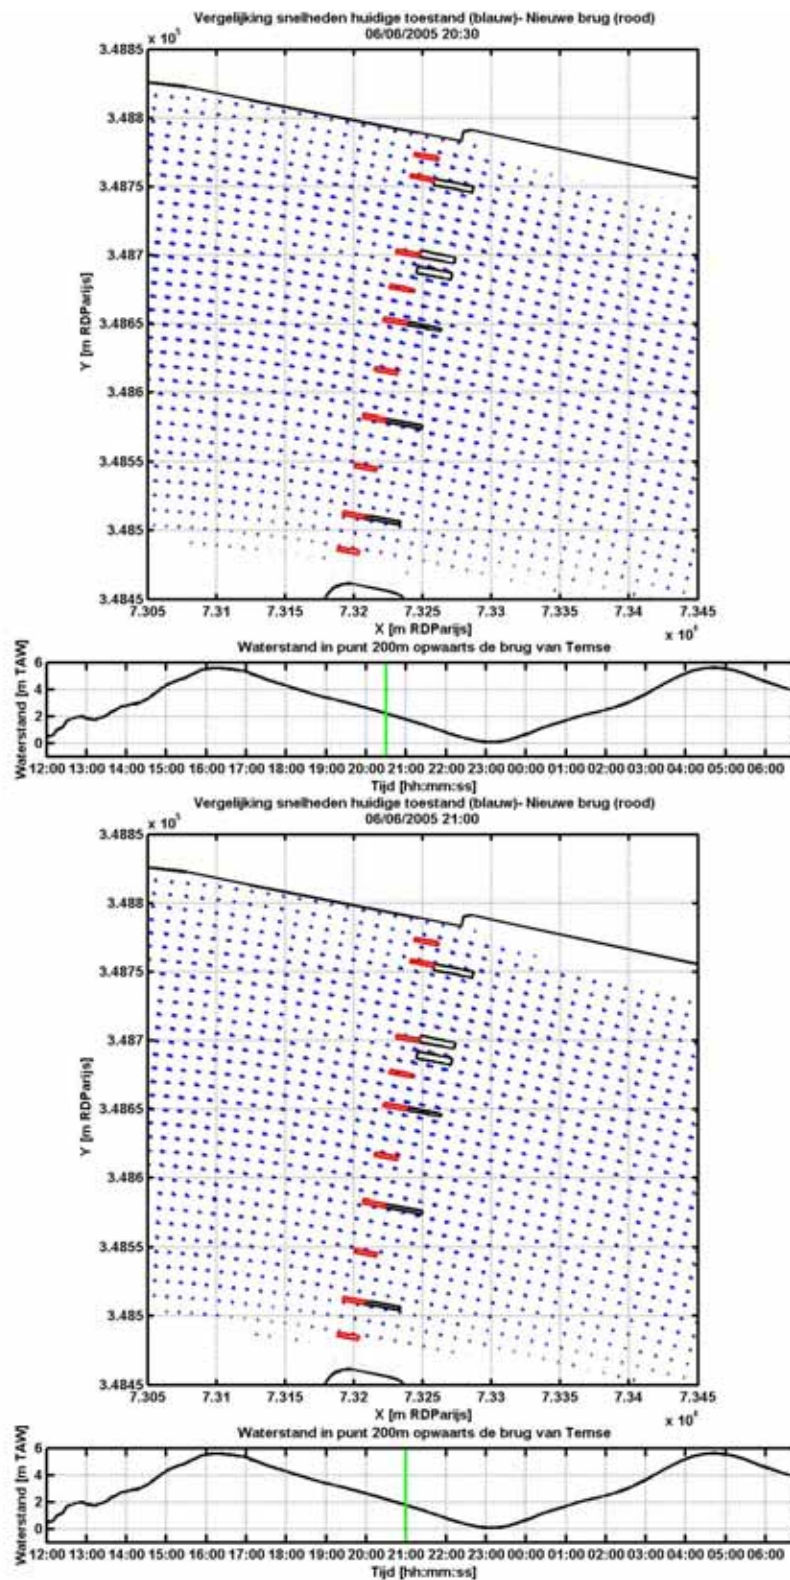 Vergelijking snelheden huidige toestand (blauw)- Nieuwe brug (rood)
06/06/2005 20:30
x 10⁵
3.4885
3.488
3.4875
3.487
3.4865
3.486
3.4855
3.485
3.4845
Y [m RDParijs]
7.305 7.31 7.315 7.32 7.325 7.33 7.335 7.34 7.345
X [m RDParijs]
Waterstand in punt 200m opwaarts de brug van Temse
Waterstand [m TAW]
6
4
2
0
12:00 13:00 14:00 15:00 16:00 17:00 18:00 19:00 20:00 21:00 22:00 23:00 00:00 01:00 02:00 03:00 04:00 05:00 06:00
Tijd [hh:mm:ss]
Vergelijking snelheden huidige toestand (blauw)- Nieuwe brug (rood)
06/06/2005 21:00
x 10⁵
3.4885
3.488
3.4875
3.487
3.4865
3.486
3.4855
3.485
3.4845
Y [m RDParijs]
7.305 7.31 7.315 7.32 7.325 7.33 7.335 7.34 7.345
X [m RDParijs]
Waterstand in punt 200m opwaarts de brug van Temse
Waterstand [m TAW]
6
4
2
0
12:00 13:00 14:00 15:00 16:00 17:00 18:00 19:00 20:00 21:00 22:00 23:00 00:00 01:00 02:00 03:00 04:00 05:00 06:00
Tijd [hh:mm:ss]